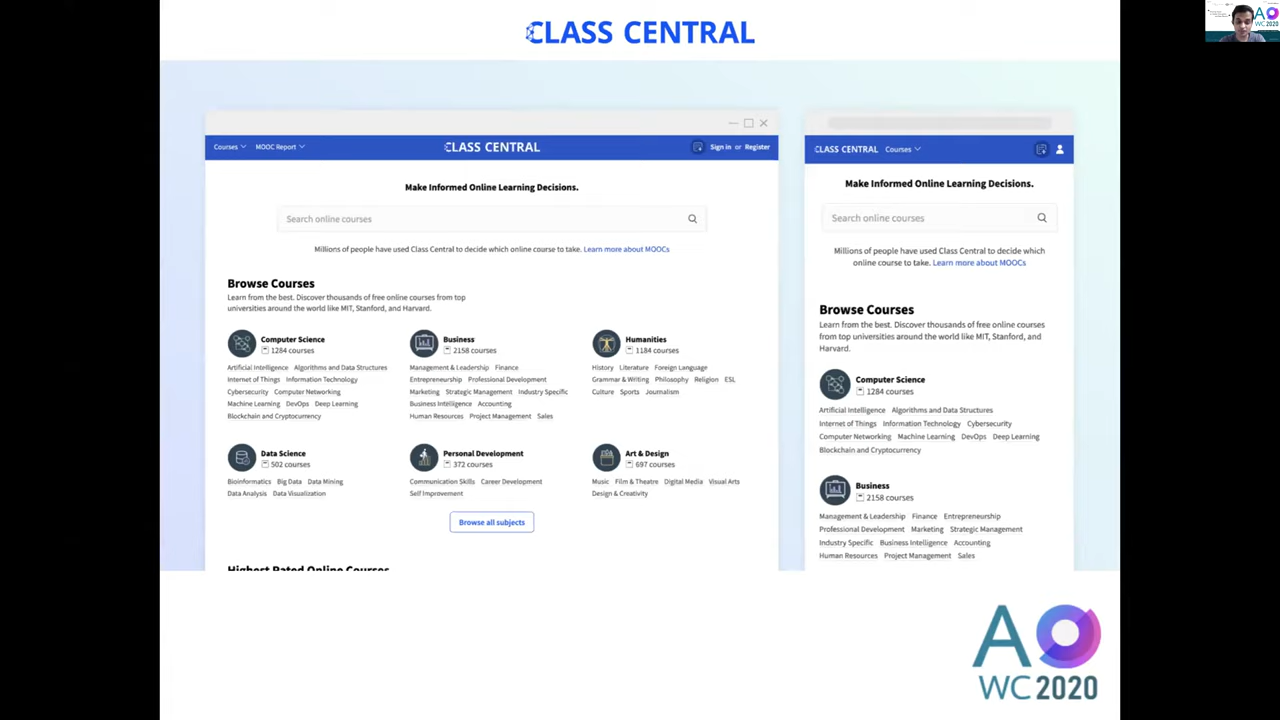 CLASS CENTRAL
Courses
MOOC Report
CLASS CENTRAL
Sign in or Register
Make Informed Online Learning Decisions.
Search online courses
Millions of people have used Class Central to decide which online course to take. Learn more about MOOCs
Browse Courses
Learn from the best. Discover thousands of free online courses from top
universities around the world like MIT, Stanford, and Harvard.
Computer Science
1284 courses
Artificial Intelligence Algorithms and Data Structures
Internet of Things Information Technology
Cybersecurity Computer Networking
Machine Learning DevOps Deep Learning
Blockchain and Cryptocurrency
Business
2158 courses
Management & Leadership Finance
Entrepreneurship Professional Development
Marketing Strategic Management Industry Specific
Business Intelligence Accounting
Human Resources Project Management Sales
Humanities
1184 courses
History Literature Foreign Language
Grammar & Writing Philosophy Religion ESL
Culture Sports Journalism
Data Science
502 courses
Bioinformatics Big Data Data Mining
Data Analysis Data Visualization
Personal Development
372 courses
Communication Skills Career Development
Self Improvement
Art & Design
697 courses
Music Film & Theatre Digital Media Visual Arts
Design & Creativity
Browse all subjects
Highest Rated Online Courses
CLASS CENTRAL Courses
Make Informed Online Learning Decisions.
Search online courses
Millions of people have used Class Central to decide which
online course to take. Learn more about MOOCs
Browse Courses
Learn from the best. Discover thousands of free online courses
from top universities around the world like MIT, Stanford, and
Harvard.
Computer Science
1284 courses
Artificial Intelligence Algorithms and Data Structures
Internet of Things Information Technology Cybersecurity
Computer Networking Machine Learning DevOps Deep Learning
Blockchain and Cryptocurrency
Business
2158 courses
Management & Leadership Finance Entrepreneurship
Professional Development Marketing Strategic Management
Industry Specific Business Intelligence Accounting
Human Resources Project Management Sales
AO
WC2020
AO
WC2020